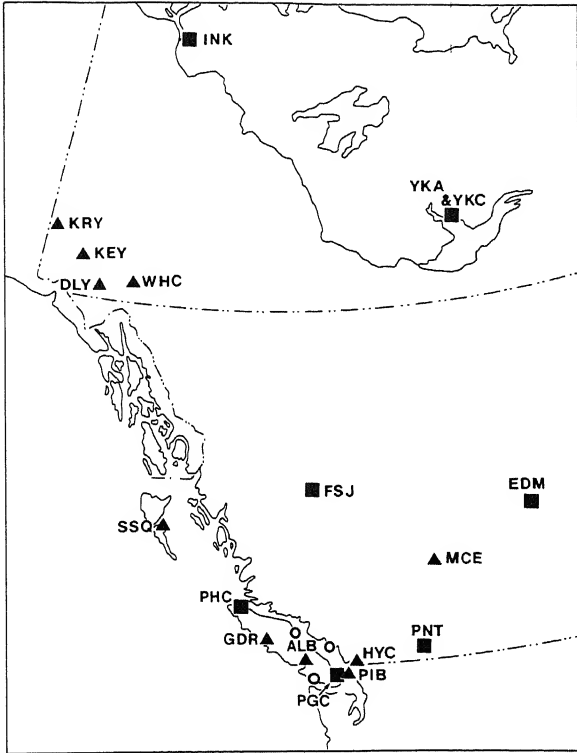 INK
YKA
&YKC
KRY
KEY
DLY
WHC
FSJ
EDM
SSQ
MCE
PHC
PNT
GDR
ALB
HYC
PIB
PGC